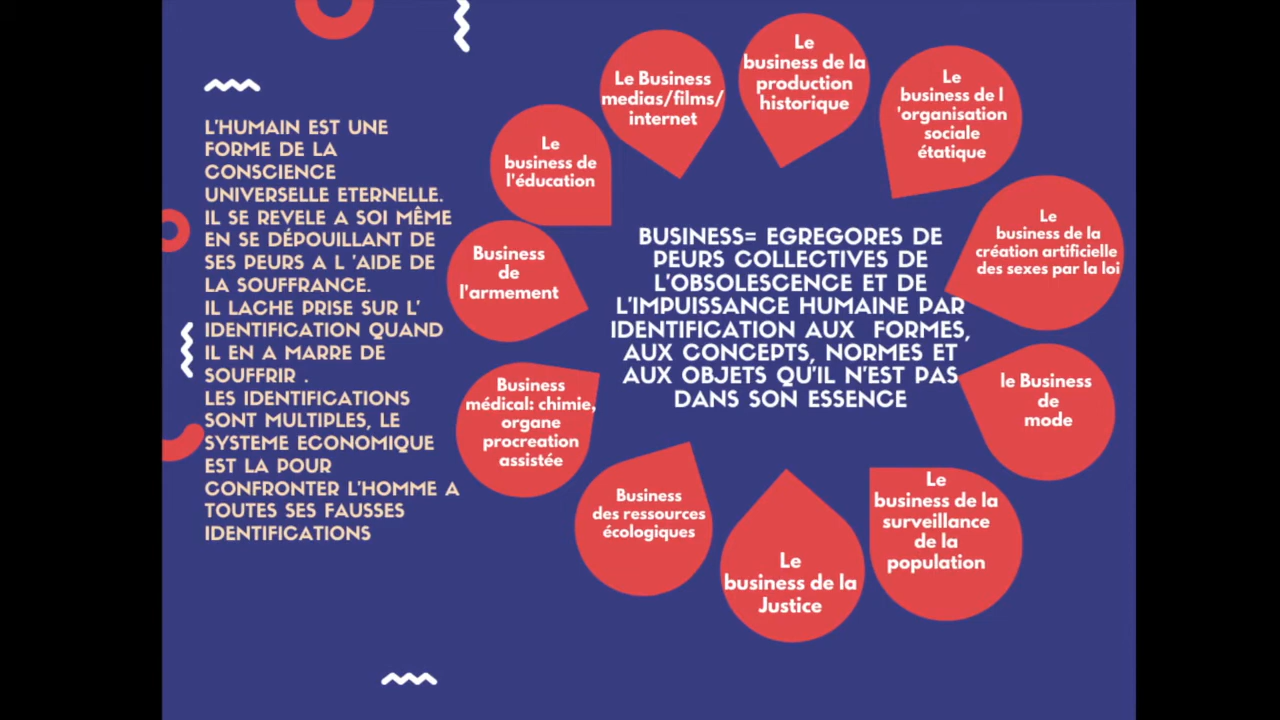 L'HUMAIN EST UNE
FORME DE LA
CONSCIENCE
UNIVERSELLE ETERNELLE.
IL SE REVELE A SOI MÊME
EN SE DÉPOUILLANT DE
SES PEURS A L 'AIDE DE
LA SOUFFRANCE.
IL LACHE PRISE SUR L'
IDENTIFICATION QUAND
IL EN A MARRE DE
SOUFFRIR .
LES IDENTIFICATIONS
SONT MULTIPLES, LE
SYSTEME ECONOMIQUE
EST LA POUR
CONFRONTER L'HOMME A
TOUTES SES FAUSSES
IDENTIFICATIONS
Le Business
medias/films/
internet
Le
business de la
production
historique
Le
business de l
'organisation
sociale
étatique
Le
business de la
création artificielle
des sexes par la loi
le Business
de
mode
Le
business de la
surveillance
de la
population
Le
business de la
Justice
Business
des ressources
écologiques
Business
médical: chimie,
organe
procreation
assistée
Business
de
l'armement
Le
business de
l'éducation
BUSINESS= EGREGORES DE
PEURS COLLECTIVES DE
L'OBSOLESCENCE ET DE
L'IMPUISSANCE HUMAINE PAR
IDENTIFICATION AUX FORMES,
AUX CONCEPTS, NORMES ET
AUX OBJETS QU'IL N'EST PAS
DANS SON ESSENCE